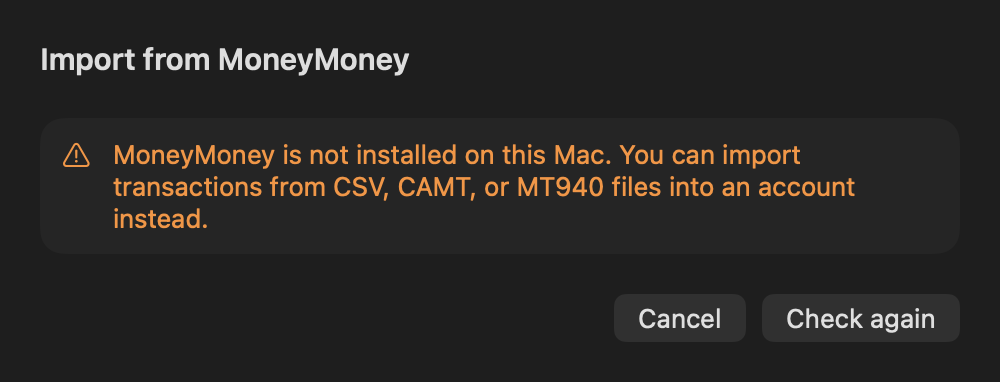 Import from MoneyMoney
MoneyMoney is not installed on this Mac. You can import
transactions from CSV, CAMT, or MT940 files into an account
instead.
Cancel
Check again